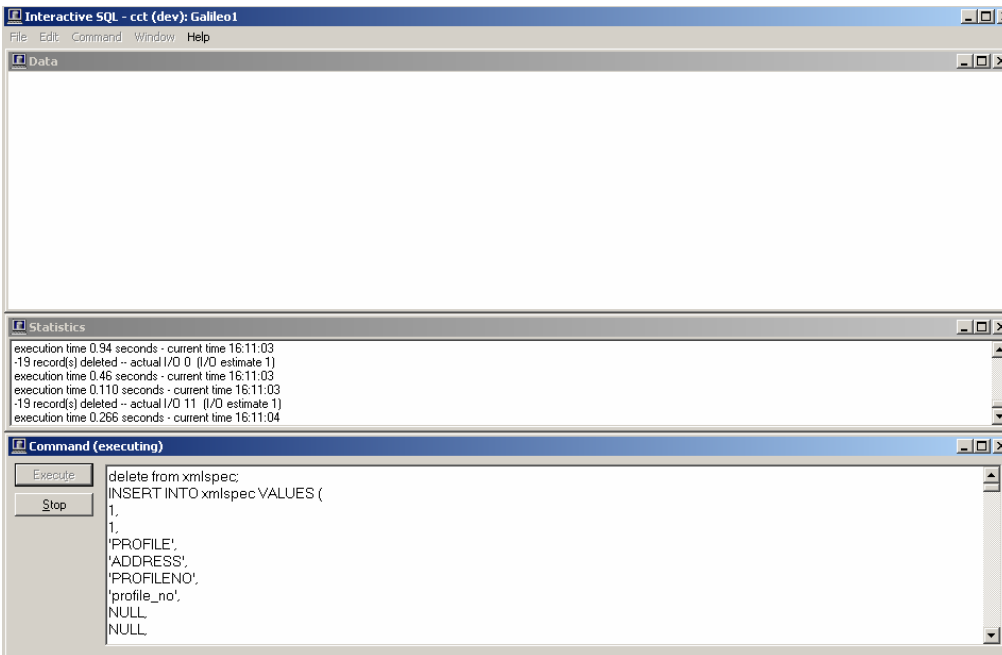 Interactive SQL - cct (dev): Galileo1
File Edit Command Window Help
Data
Statistics
execution time 0.94 seconds - current time 16:11:03
-19 record(s) deleted -- actual I/O 0 (I/O estimate 1)
execution time 0.46 seconds - current time 16:11:03
execution time 0.110 seconds - current time 16:11:03
-19 record(s) deleted -- actual I/O 11 (I/O estimate 1)
execution time 0.266 seconds - current time 16:11:04
Command (executing)
Execute
Stop
delete from xmlspec;
INSERT INTO xmlspec VALUES (
1,
1,
'PROFILE',
'ADDRESS',
'PROFILENO',
'profile_no',
NULL,
NULL,